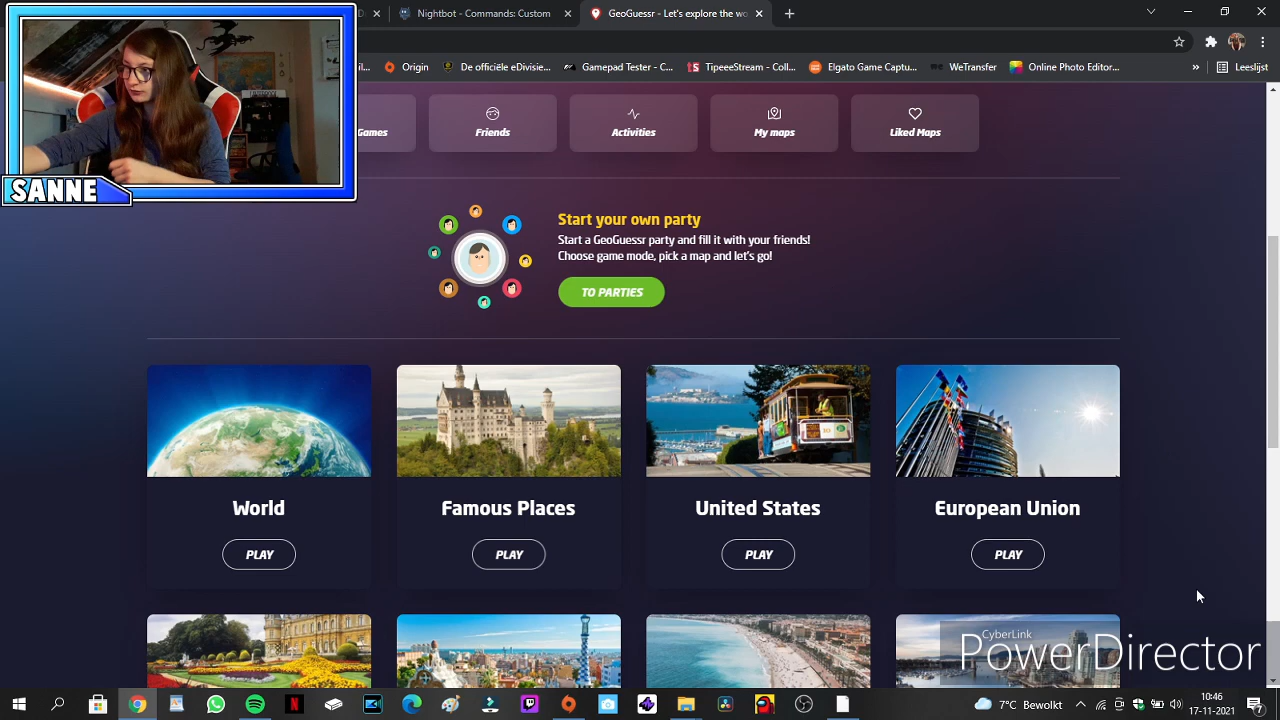 D...
Nightbot - Commands: Custom
GeoGuessr - Let's explore the wo
il...
Origin
De officiële eDivisie...
Gamepad Tester - C...
TipeeeStream - Coll...
Elgato Game Captu...
WeTransfer
Online Photo Editor...
»
Leeslijst
Games
Friends
Activities
My maps
Liked Maps
SANNE
Start your own party
Start a GeoGuessr party and fill it with your friends!
Choose game mode, pick a map and let's go!
TO PARTIES
World
Famous Places
United States
European Union
PLAY
PLAY
PLAY
PLAY
CyberLink
PowerDirector
7°C Bewolkt
10:46
17-11-2021